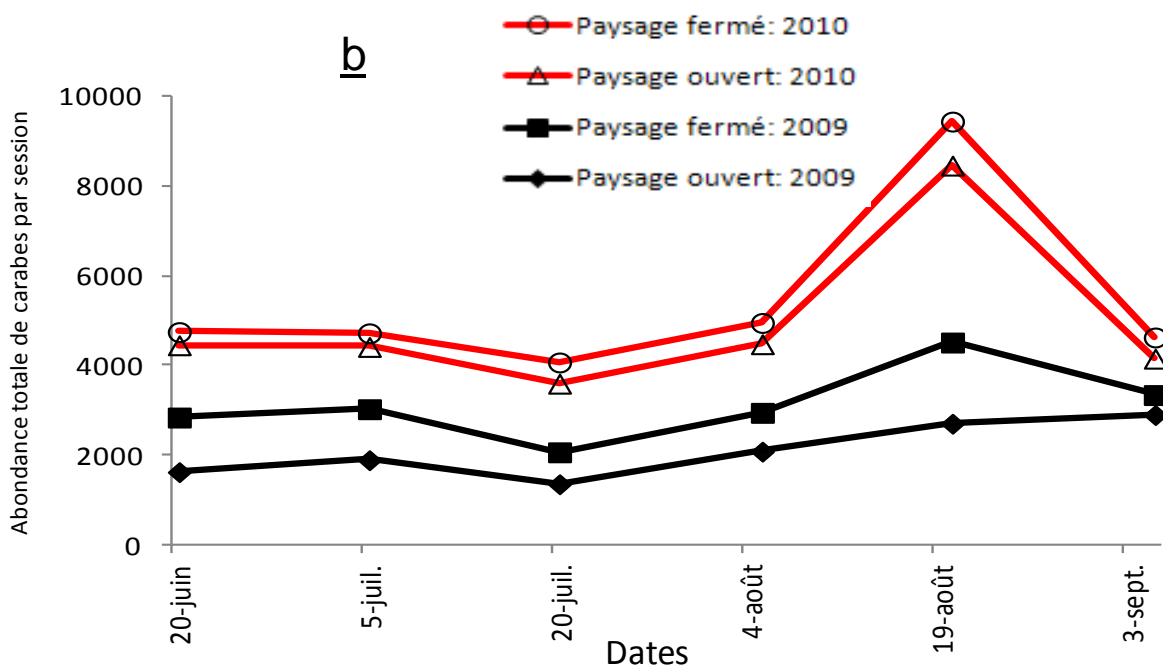 b
Paysage fermé: 2010
Paysage ouvert: 2010
Paysage fermé: 2009
Paysage ouvert: 2009
Abondance totale de carabes par session
10000
8000
6000
4000
2000
0
20-juin
5-juil.
20-juil.
4-août
19-août
3-sept.
Dates